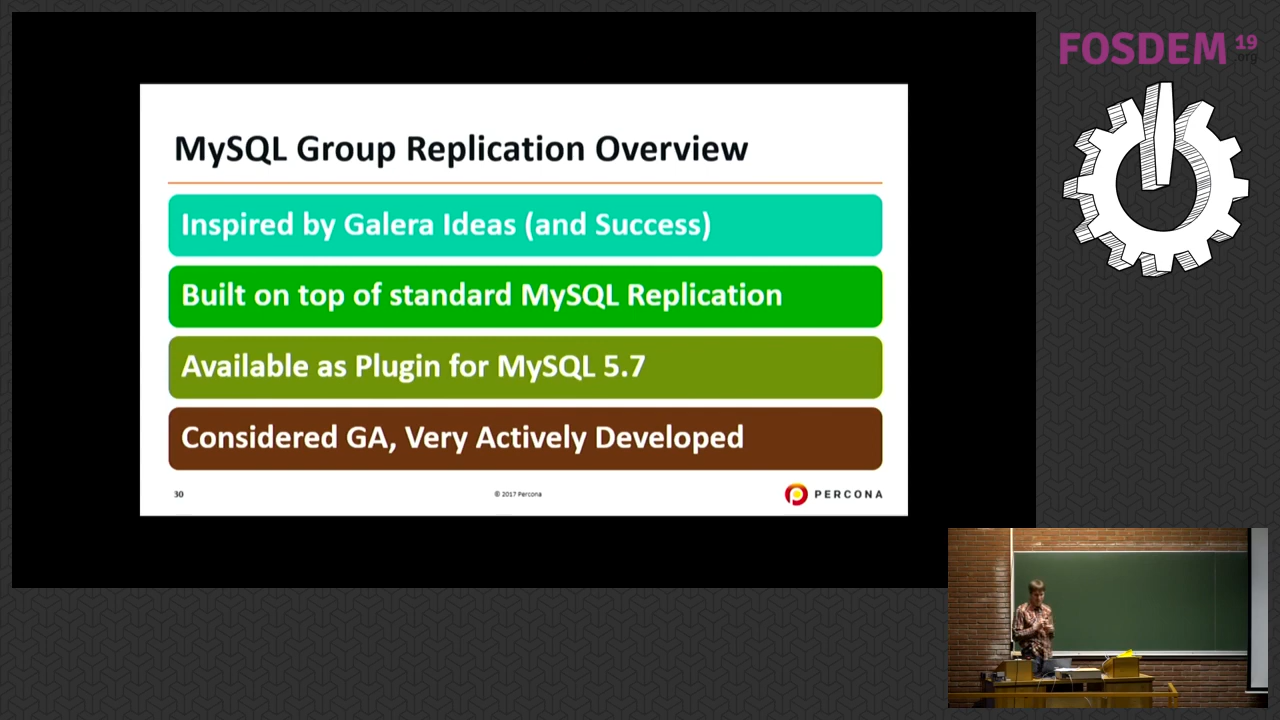 FOSDEM 19
.org
MySQL Group Replication Overview
Inspired by Galera Ideas (and Success)
Built on top of standard MySQL Replication
Available as Plugin for MySQL 5.7
Considered GA, Very Actively Developed
30
© 2017 Percona
PERCONA